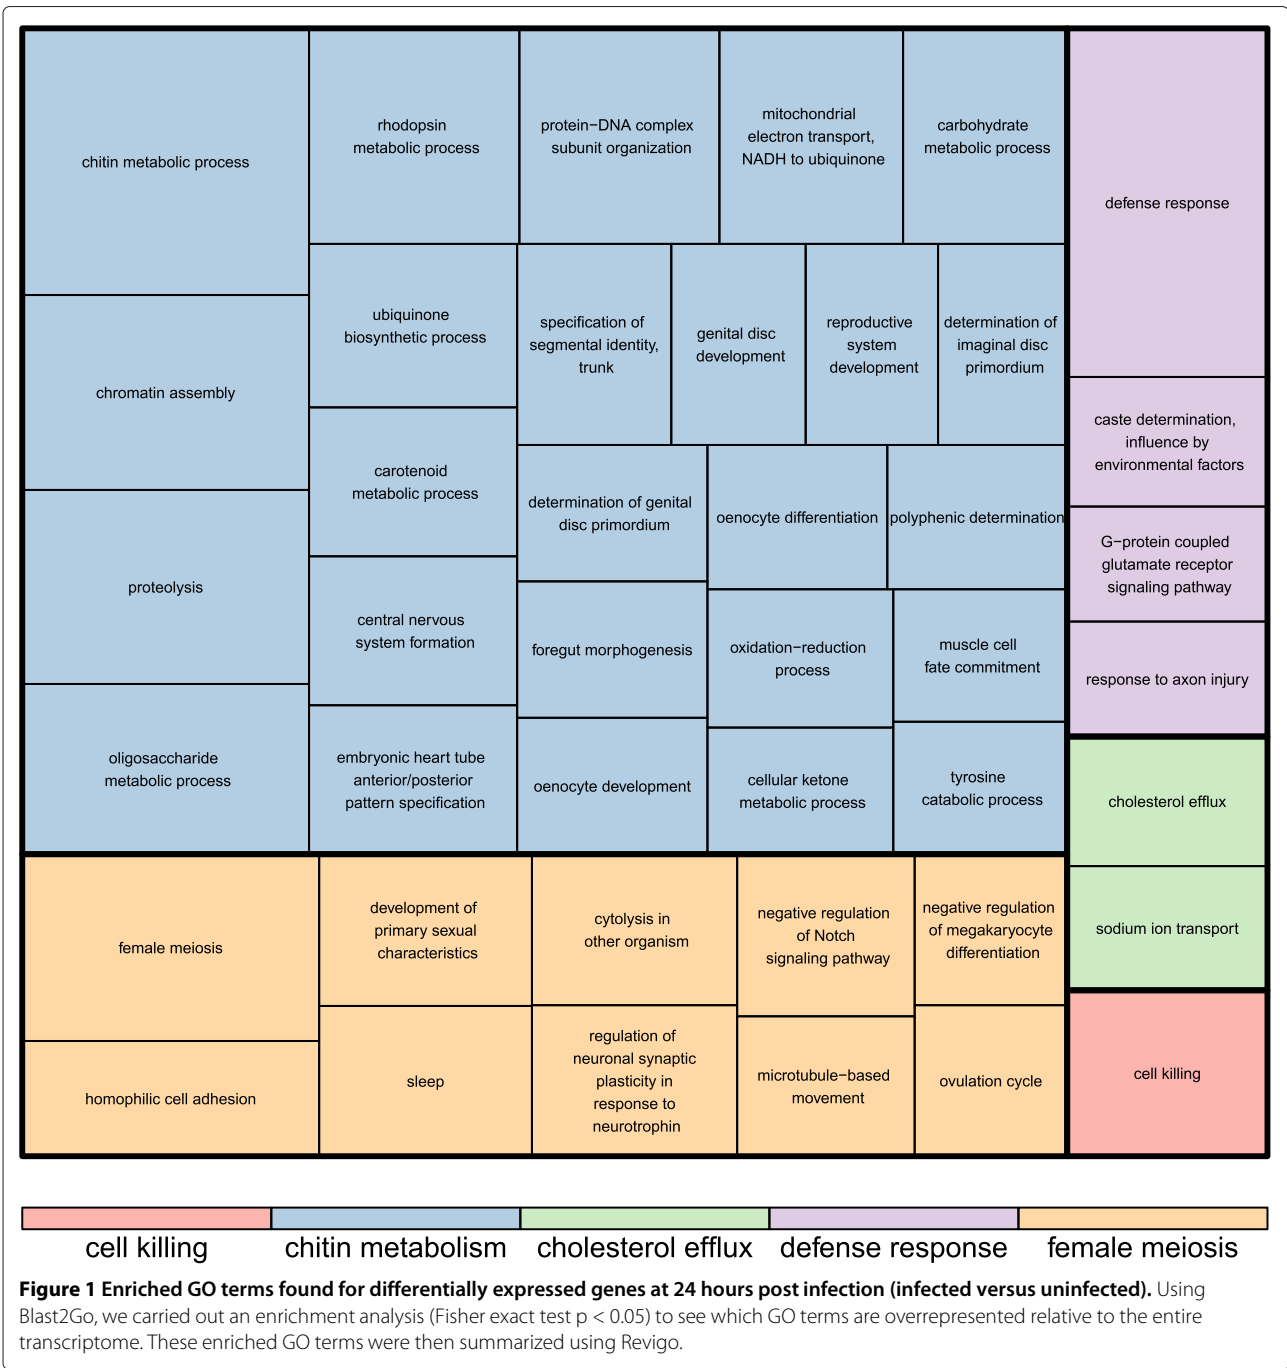 chitin metabolic process
rhodopsin
metabolic process
protein−DNA complex
subunit organization
mitochondrial
electron transport,
NADH to ubiquinone
carbohydrate
metabolic process
defense response
chromatin assembly
ubiquinone
biosynthetic process
specification of
segmental identity,
trunk
genital disc
development
reproductive
system
development
determination of
imaginal disc
primordium
caste determination,
influence by
environmental factors
proteolysis
carotenoid
metabolic process
determination of genital
disc primordium
oenocyte differentiation
polyphenic determination
G−protein coupled
glutamate receptor
signaling pathway
central nervous
system formation
foregut morphogenesis
oxidation−reduction
process
muscle cell
fate commitment
response to axon injury
oligosaccharide
metabolic process
embryonic heart tube
anterior/posterior
pattern specification
oenocyte development
cellular ketone
metabolic process
tyrosine
catabolic process
cholesterol efflux
female meiosis
development of
primary sexual
characteristics
cytolysis in
other organism
negative regulation
of Notch
signaling pathway
negative regulation
of megakaryocyte
differentiation
sodium ion transport
homophilic cell adhesion
sleep
regulation of
neuronal synaptic
plasticity in
response to
neurotrophin
microtubule−based
movement
ovulation cycle
cell killing
cell killing
chitin metabolism
cholesterol efflux
defense response
female meiosis
Figure 1 Enriched GO terms found for differentially expressed genes at 24 hours post infection (infected versus uninfected). Using
Blast2Go, we carried out an enrichment analysis (Fisher exact test p < 0.05) to see which GO terms are overrepresented relative to the entire
transcriptome. These enriched GO terms were then summarized using Revigo.